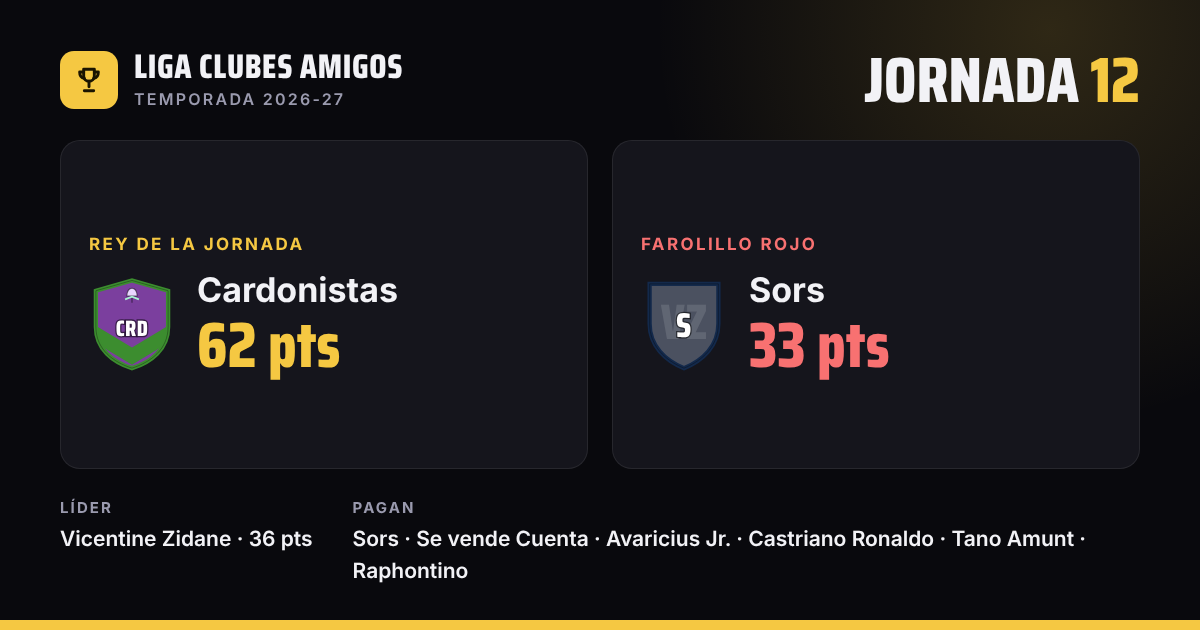 LIGA CLUBES AMIGOS
TEMPORADA 2026-27
JORNADA 12
REY DE LA JORNADA
CRD
Cardonistas
62 pts
FAROLILLO ROJO
VZ
S
Sors
33 pts
LÍDER
Vicentine Zidane · 36 pts
PAGAN
Sors · Se vende Cuenta · Avaricius Jr. · Castriano Ronaldo · Tano Amunt ·
Raphontino